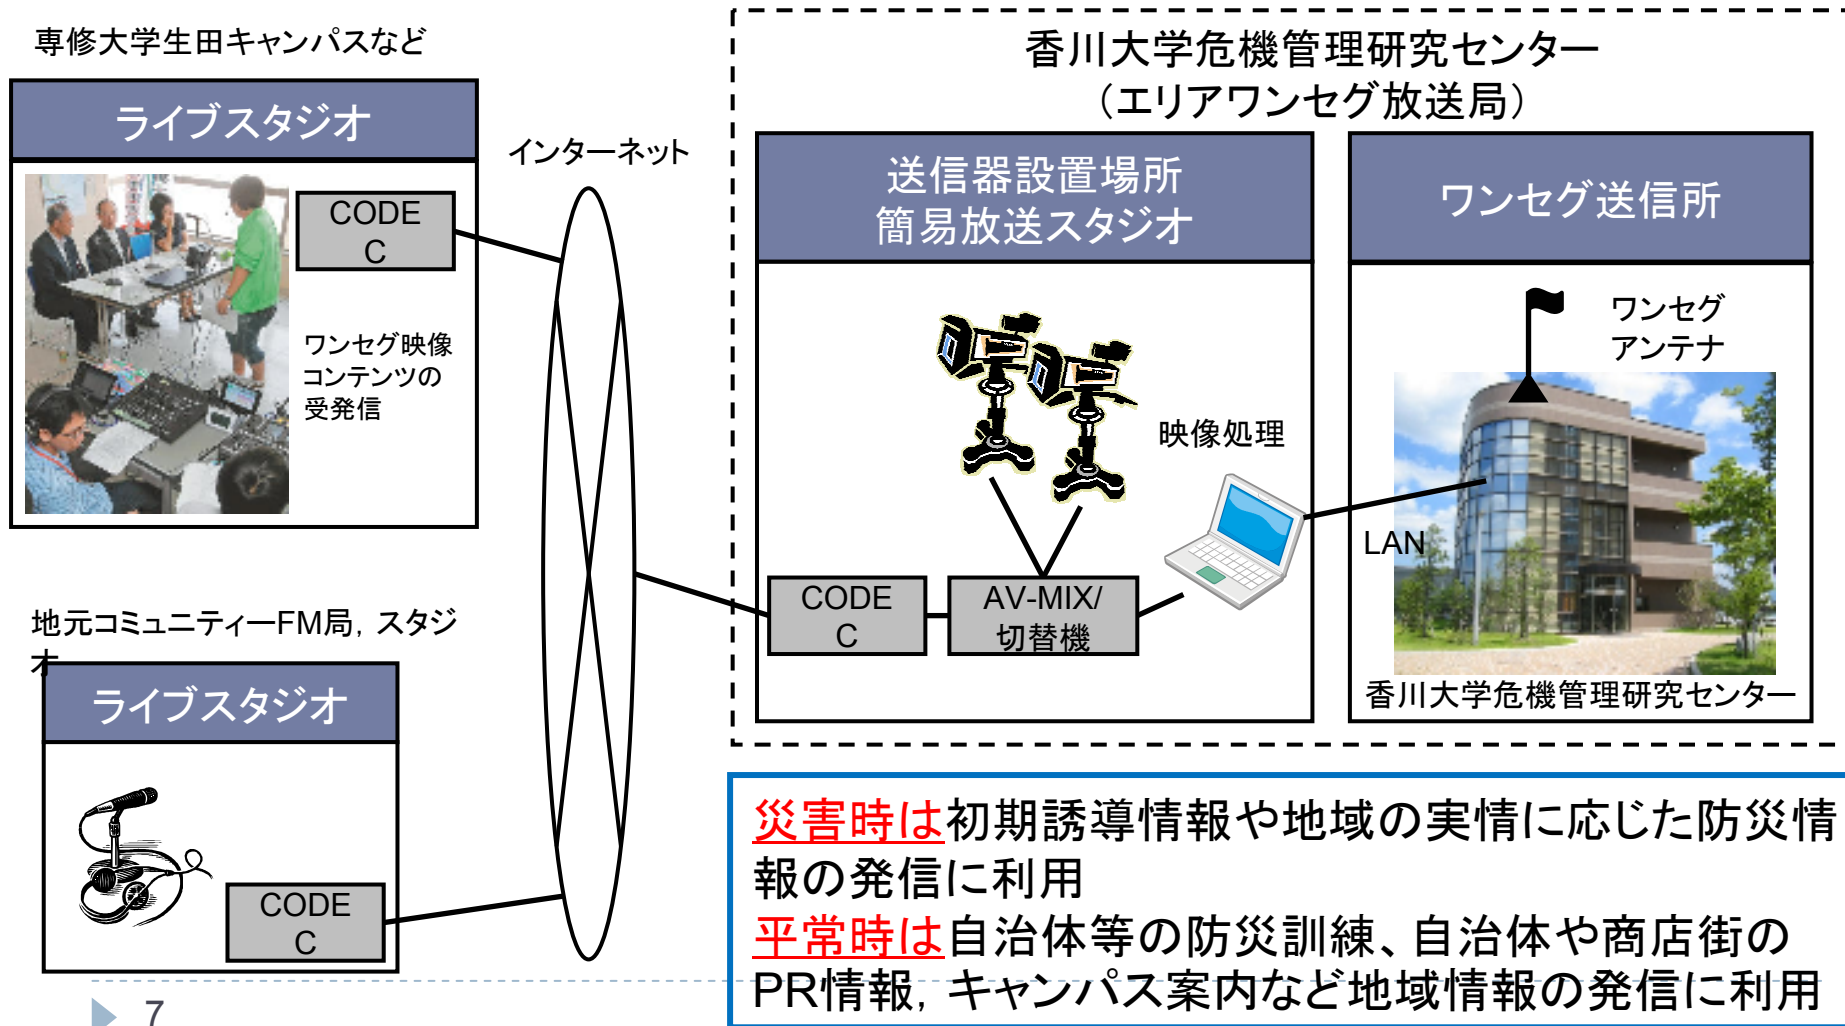 専修大学生田キャンパスなど
ライブスタジオ
CODE
C
ワンセグ映像
コンテンツの
受発信
インターネット
地元コミュニティーFM局，スタジ
オ
ライブスタジオ
CODE
C
香川大学危機管理研究センター
（エリアワンセグ放送局）
送信器設置場所
簡易放送スタジオ
映像処理
CODE
C
AV-MIX/
切替機
ワンセグ送信所
ワンセグ
アンテナ
LAN
香川大学危機管理研究センター
災害時は初期誘導情報や地域の実情に応じた防災情
報の発信に利用
平常時は自治体等の防災訓練、自治体や商店街の
PR情報，キャンパス案内など地域情報の発信に利用
7